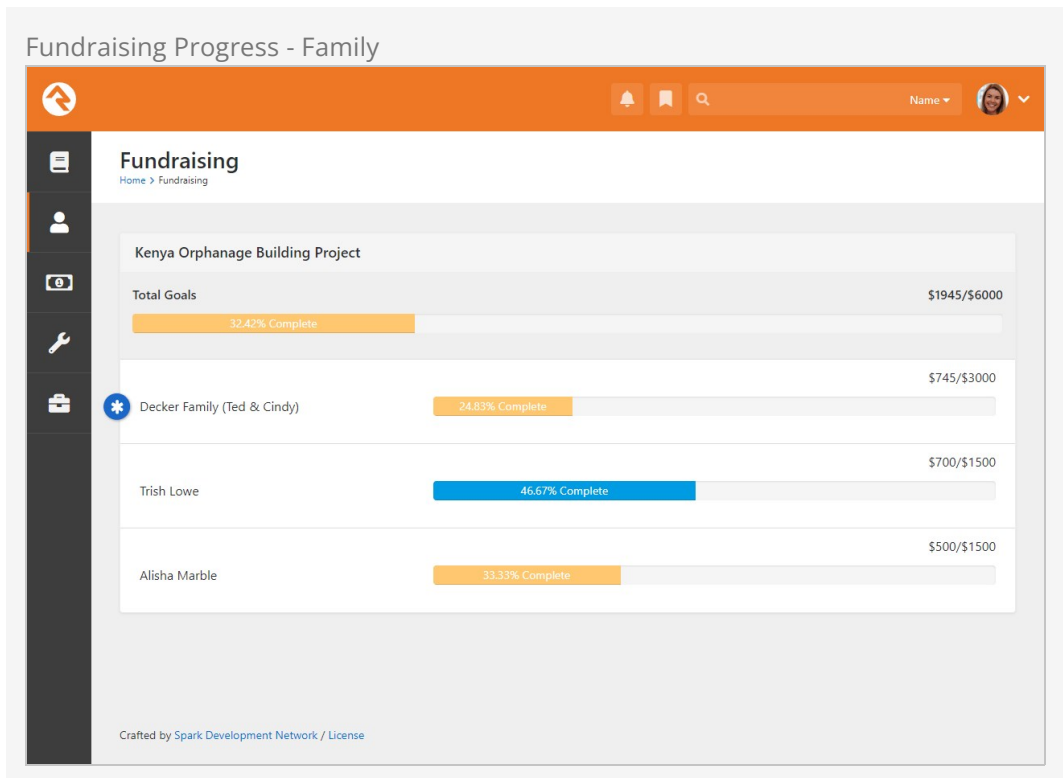 Fundraising Progress - Family
Name
Fundraising
Home > Fundraising
Kenya Orphanage Building Project
Total Goals
$1945/$6000
32.42% Complete
$745/$3000
Decker Family (Ted & Cindy)
24.83% Complete
$700/$1500
Trish Lowe
46.67% Complete
$500/$1500
Alisha Marble
33.33% Complete
Crafted by Spark Development Network / License